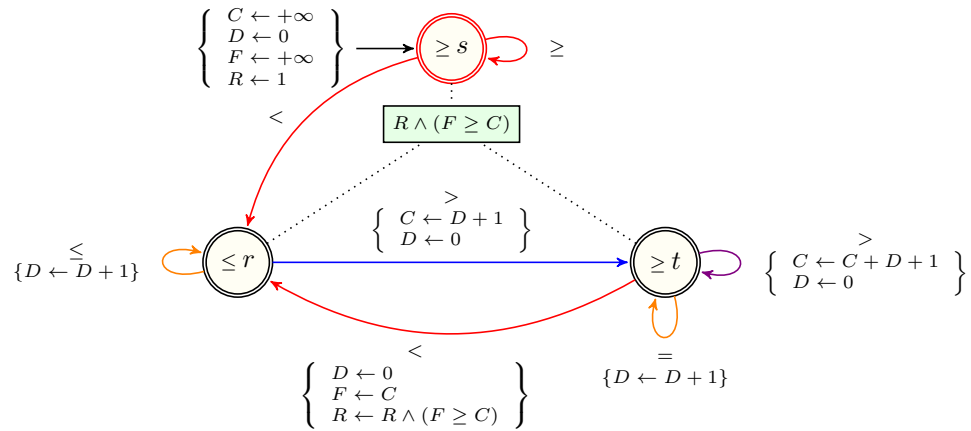 C ← +∞
D ← 0
F ← +∞
R ← 1
≥ s
≥
<
R ∧ (F ≥ C)
>
C ← D + 1
D ← 0
≤
{D ← D + 1}
≤ r
≥ t
>
C ← C + D + 1
D ← 0
<
D ← 0
F ← C
R ← R ∧ (F ≥ C)
=
{D ← D + 1}